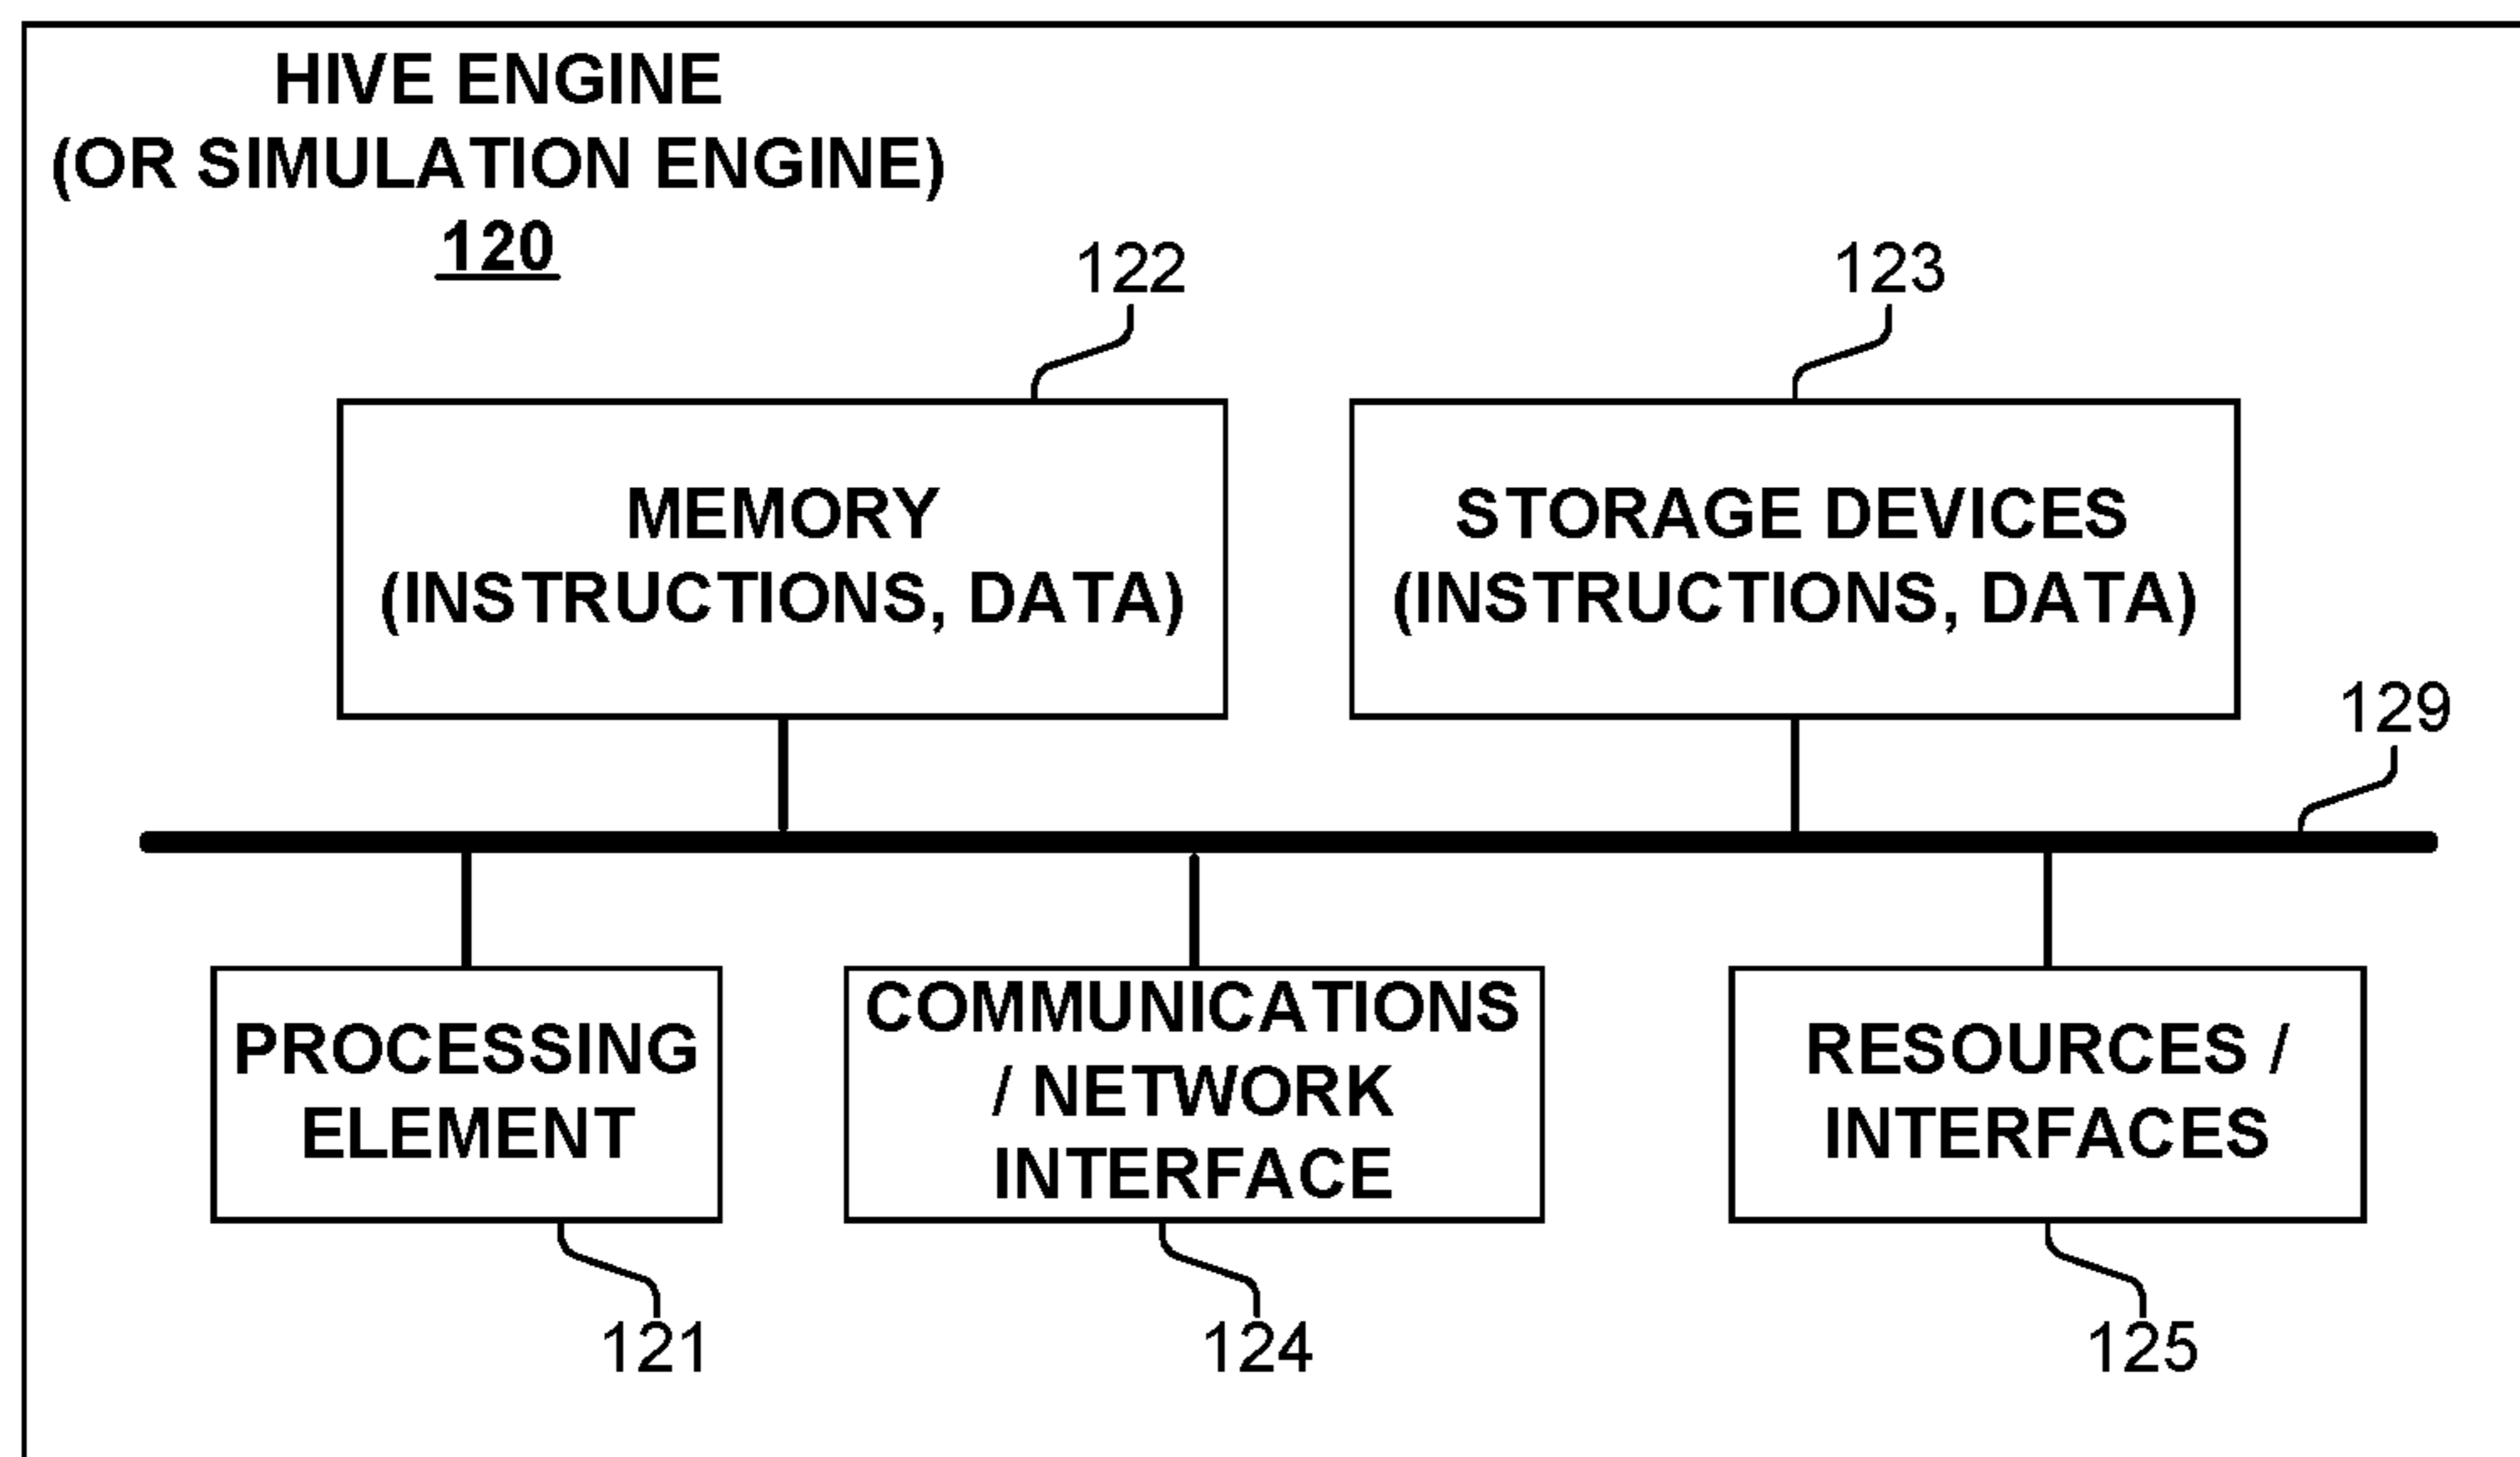 HIVE ENGINE
(OR SIMULATION ENGINE)
120
122
123
MEMORY
(INSTRUCTIONS, DATA)
STORAGE DEVICES
(INSTRUCTIONS, DATA)
129
PROCESSING
ELEMENT
COMMUNICATIONS
/ NETWORK
INTERFACE
RESOURCES /
INTERFACES
121
124
125